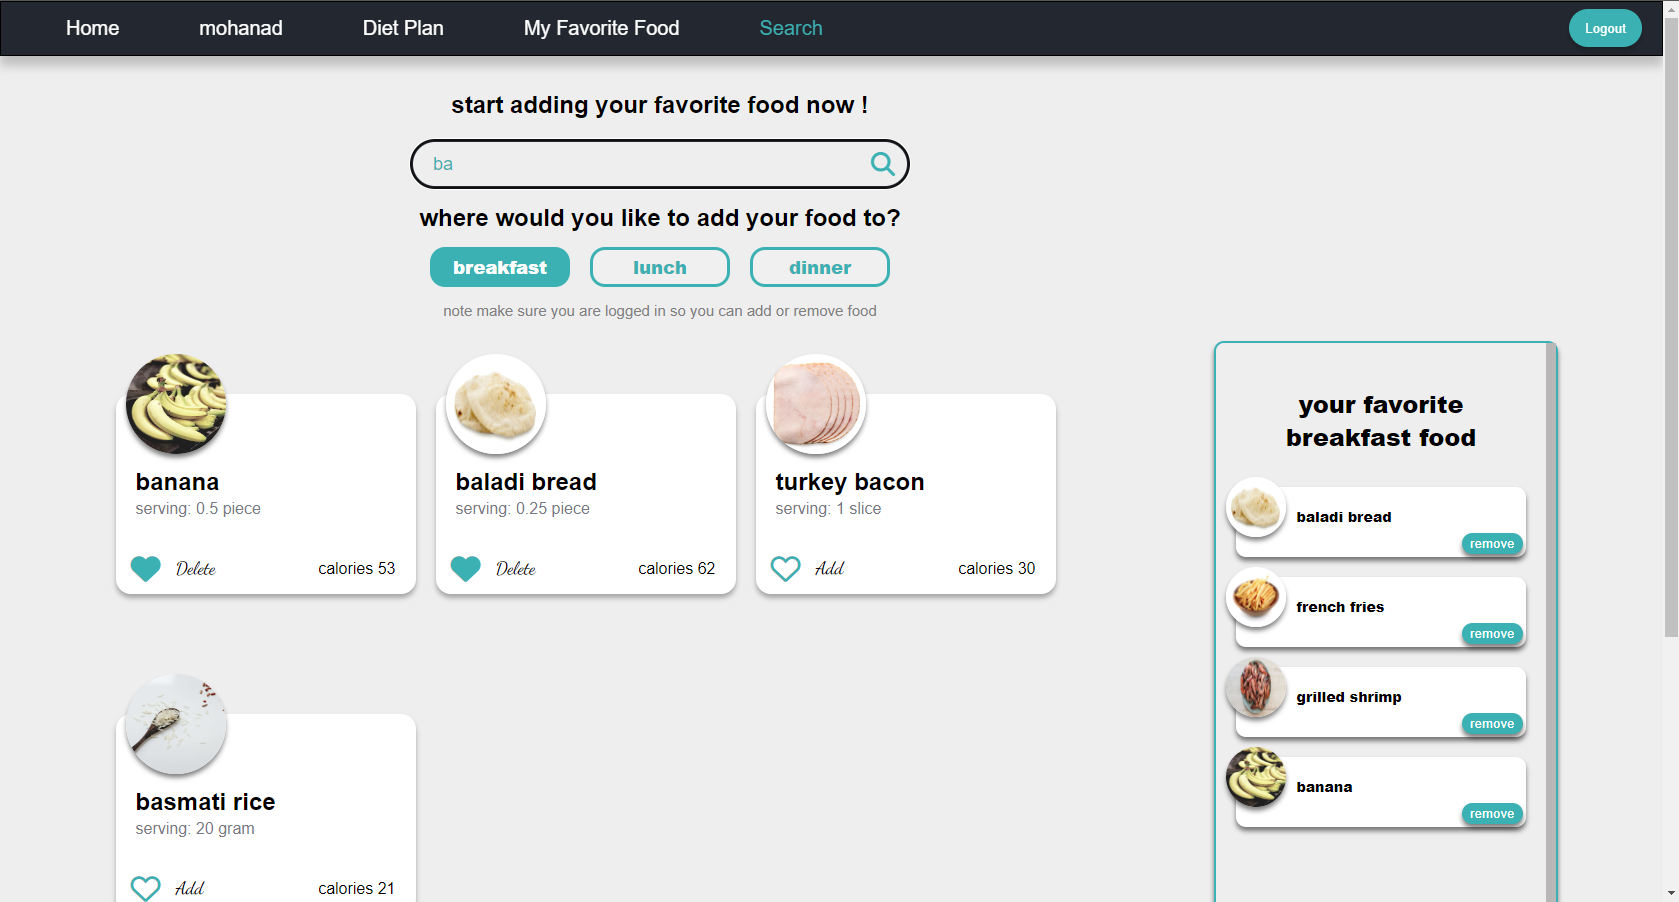 Home mohanad Diet Plan My Favorite Food Search Logout
start adding your favorite food now !
ba
where would you like to add your food to?
breakfast lunch dinner
note make sure you are logged in so you can add or remove food
banana
serving: 0.5 piece
Delete calories 53
baladi bread
serving: 0.25 piece
Delete calories 62
turkey bacon
serving: 1 slice
Add calories 30
basmati rice
serving: 20 gram
Add calories 21
your favorite
breakfast food
baladi bread
remove
french fries
remove
grilled shrimp
remove
banana
remove